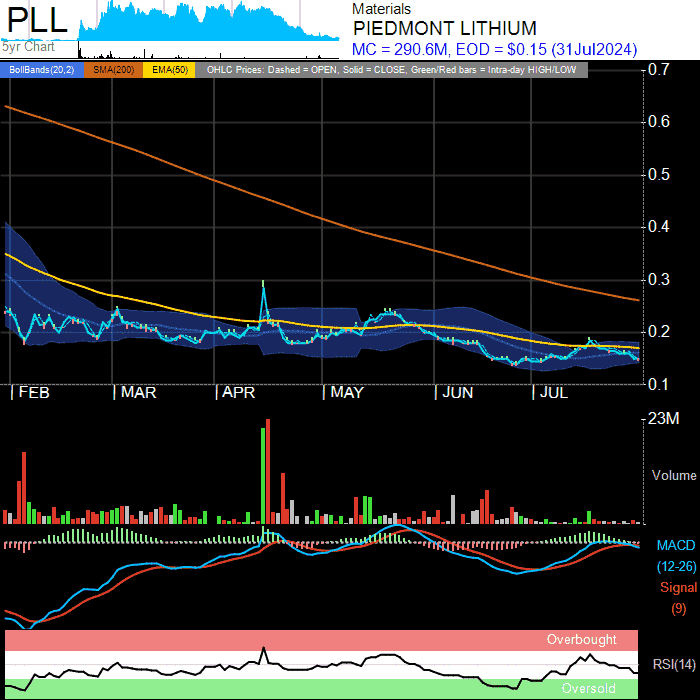 PLL
5yr Chart
Materials
PIEDMONT LITHIUM
MC = 290.6M, EOD = $0.15 (31Jul2024)
BollBands(20,2) SMA(200) EMA(50) OHLC Prices: Dashed = OPEN, Solid = CLOSE, Green/Red bars = Intra-day HIGH/LOW
0.7
0.6
0.5
0.4
0.3
0.2
0.1
FEB MAR APR MAY JUN JUL
23M
Volume
MACD
(12-26)
Signal
(9)
Overbought
RSI(14)
Oversold